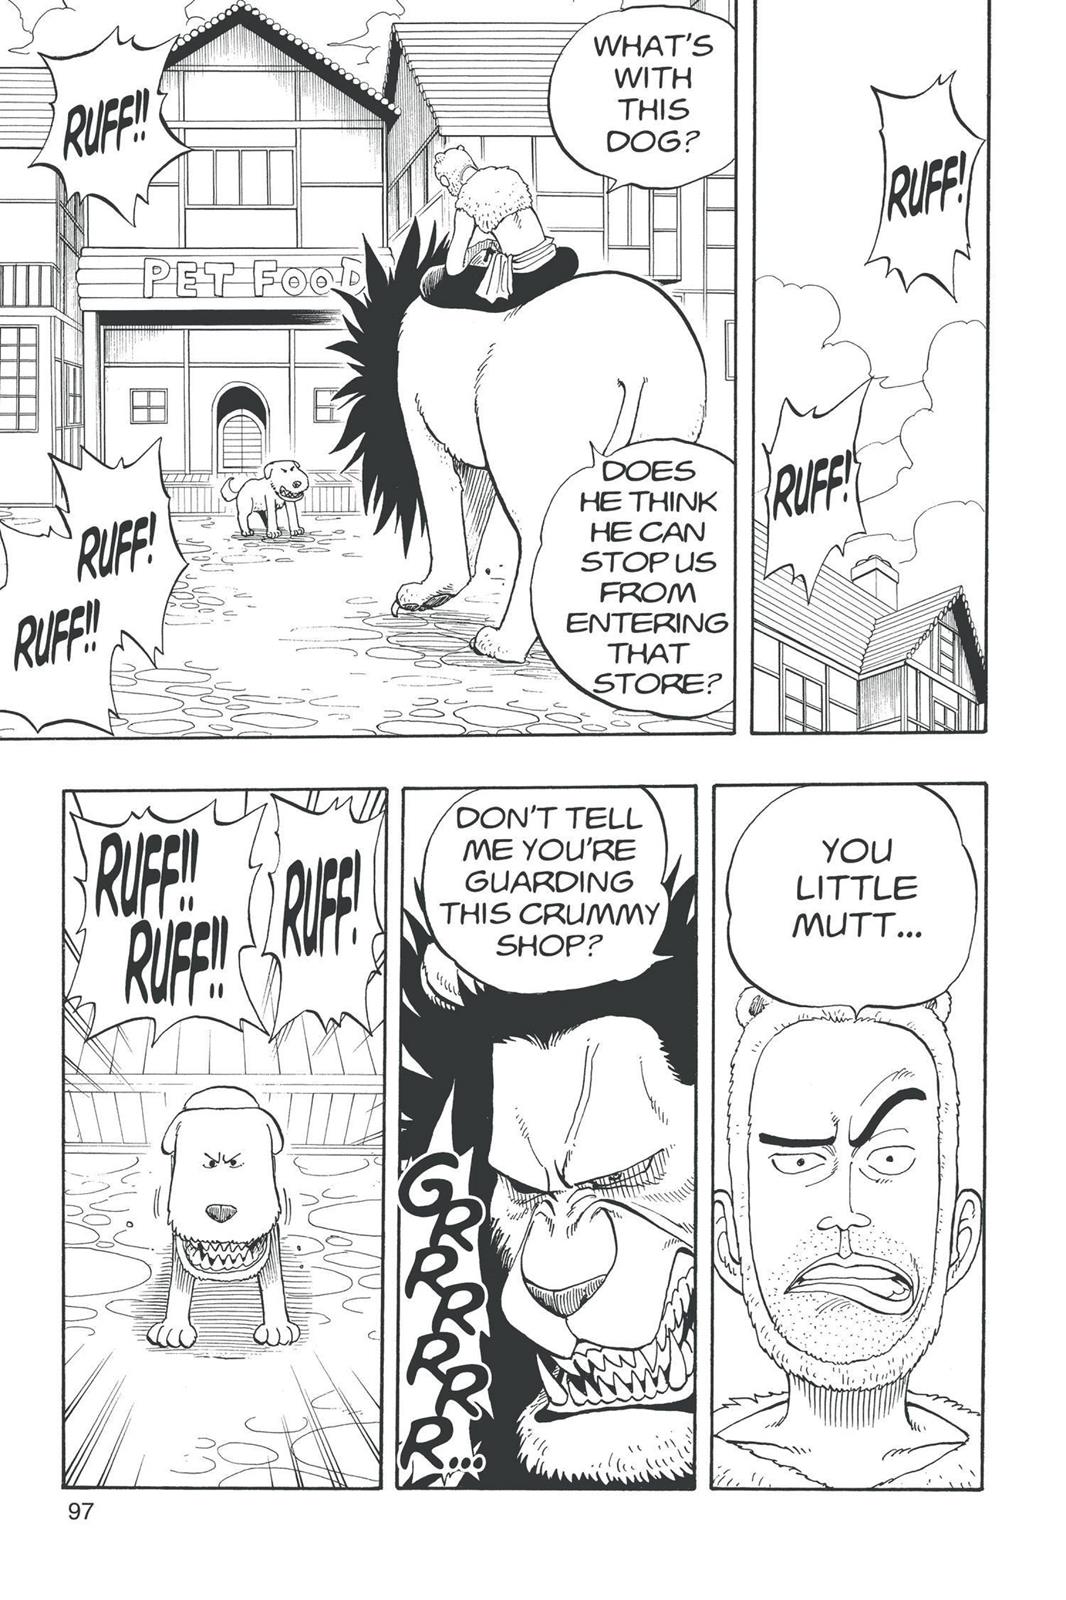 RUFF!
RUFF!
WHAT'S
WITH
THIS
DOG?
RUFF!!
PET FOOD
DOES
HE THINK
HE CAN
STOP US
FROM
ENTERING
THAT
STORE?
RUFF!
RUFF!!
YOU
LITTLE
MUTT...
DON'T TELL
ME YOU'RE
GUARDING
THIS CRUMMY
SHOP?
GRRRRRR...
RUFF!
RUFF!!
RUFF!!
97